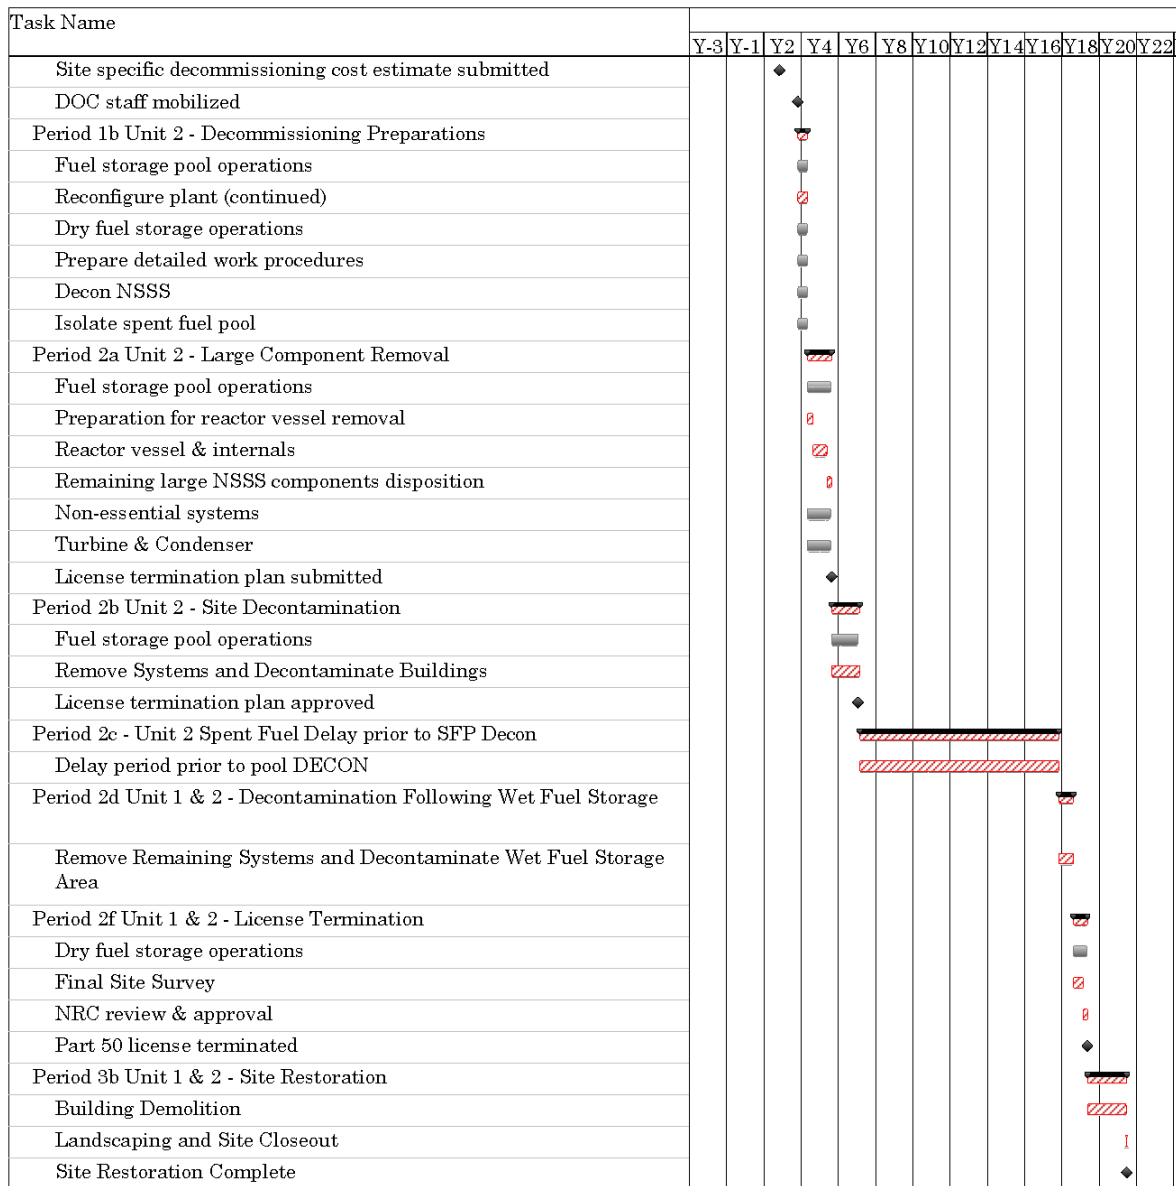 Task Name
Y-3 Y-1 Y2 Y4 Y6 Y8 Y10 Y12 Y14 Y16 Y18 Y20 Y22
Site specific decommissioning cost estimate submitted
DOC staff mobilized
Period 1b Unit 2 - Decommissioning Preparations
Fuel storage pool operations
Reconfigure plant (continued)
Dry fuel storage operations
Prepare detailed work procedures
Decon NSSS
Isolate spent fuel pool
Period 2a Unit 2 - Large Component Removal
Fuel storage pool operations
Preparation for reactor vessel removal
Reactor vessel & internals
Remaining large NSSS components disposition
Non-essential systems
Turbine & Condenser
License termination plan submitted
Period 2b Unit 2 - Site Decontamination
Fuel storage pool operations
Remove Systems and Decontaminate Buildings
License termination plan approved
Period 2c - Unit 2 Spent Fuel Delay prior to SFP Decon
Delay period prior to pool DECON
Period 2d Unit 1 & 2 - Decontamination Following Wet Fuel Storage
Remove Remaining Systems and Decontaminate Wet Fuel Storage
Area
Period 2f Unit 1 & 2 - License Termination
Dry fuel storage operations
Final Site Survey
NRC review & approval
Part 50 license terminated
Period 3b Unit 1 & 2 - Site Restoration
Building Demolition
Landscaping and Site Closeout
Site Restoration Complete